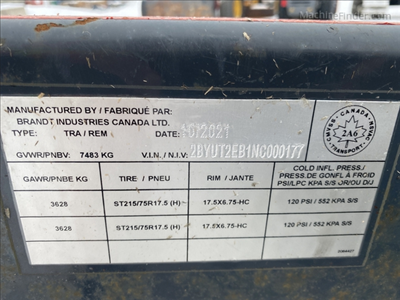 MachineFinder.com
MANUFACTURED BY / FABRIQUÉ PAR:
BRANDT INDUSTRIES CANADA LTD.
TYPE: TRA / REM
GVWR/PNBV: 7483 KG V.I.N. / N.I.V. 2BYUT2EB1NC000177
CANADA
2A6
TRANSPORT
GAWR/PNBE KG TIRE / PNEU RIM / JANTE COLD INFL. PRESS./
PRESS.DE GONFL À FROID
PSI/LPC KPA S/S OR/OU D/J
3628 ST215/75R17.5 (H) 17.5X6.75-HC 120 PSI / 552 KPA S/S
3628 ST215/75R17.5 (H) 17.5X6.75-HC 120 PSI / 552 KPA S/S